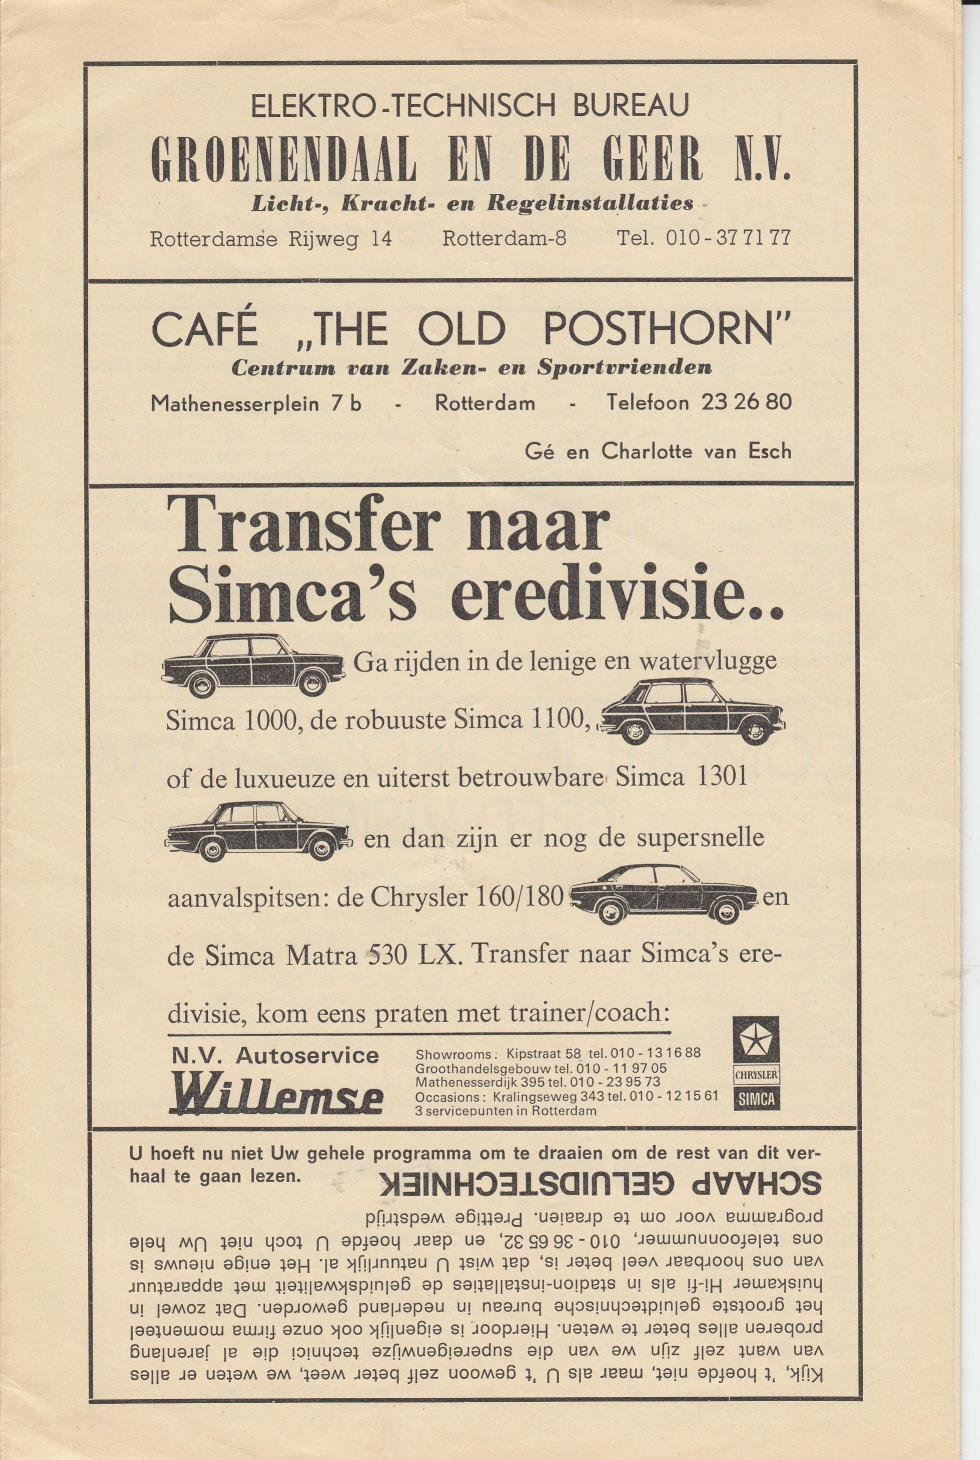 ELEKTRO-TECHNISCH BUREAU
GROENENDAAL EN DE GEER N.V.
Licht-, Kracht- en Regelinstallaties
Rotterdamse Rijweg 14 Rotterdam-8 Tel. 010-37 71 77
CAFÉ „THE OLD POSTHORN”
Centrum van Zaken- en Sportvrienden
Mathenesserplein 7 b - Rotterdam - Telefoon 23 26 80
Gé en Charlotte van Esch
Transfer naar
Simca's eredivisie..
Ga rijden in de lenige en watervlugge
Simca 1000, de robuuste Simca 1100,
of de luxueuze en uiterst betrouwbare Simca 1301
en dan zijn er nog de supersnelle
aanvalspitsen: de Chrysler 160/180 en
de Simca Matra 530 LX. Transfer naar Simca's ere-
divisie, kom eens praten met trainer/coach:
N.V. Autoservice
Willemse
Showrooms: Kipstraat 58 tel. 010 - 13 16 88
Groothandelsgebouw tel. 010 - 11 97 05
Mathenesserdijk 395 tel. 010 - 23 95 73
Occasions: Kralingseweg 343 tel. 010 - 12 15 61
3 servicepunten in Rotterdam
CHRYSLER
SIMCA
U hoeft nu niet Uw gehele programma om te draaien om de rest van dit ver-
haal te gaan lezen.
Kijk, 't hoefde niet, maar als U 't gewoon zelf beter weet, we weten er alles
van want zelf zijn we van die supereigenwijze technici die al jarenlang
proberen alles beter te weten. Hierdoor is eigenlijk ook onze firma momenteel
het grootste geluidtechnische bureau in nederland geworden. Dat zowel in
huiskamer Hi-fi als in stadion-installaties de geluidskwaliteit met apparatuur
van ons hoorbaar veel beter is, dat wist U natuurlijk al. Het enige nieuws is
ons telefoonnummer, 010 - 36 65 32, en daar hoefde U toch niet Uw hele
programma voor om te draaien. Prettige wedstrijd
SCHAAP GELUIDSTECHNIEK